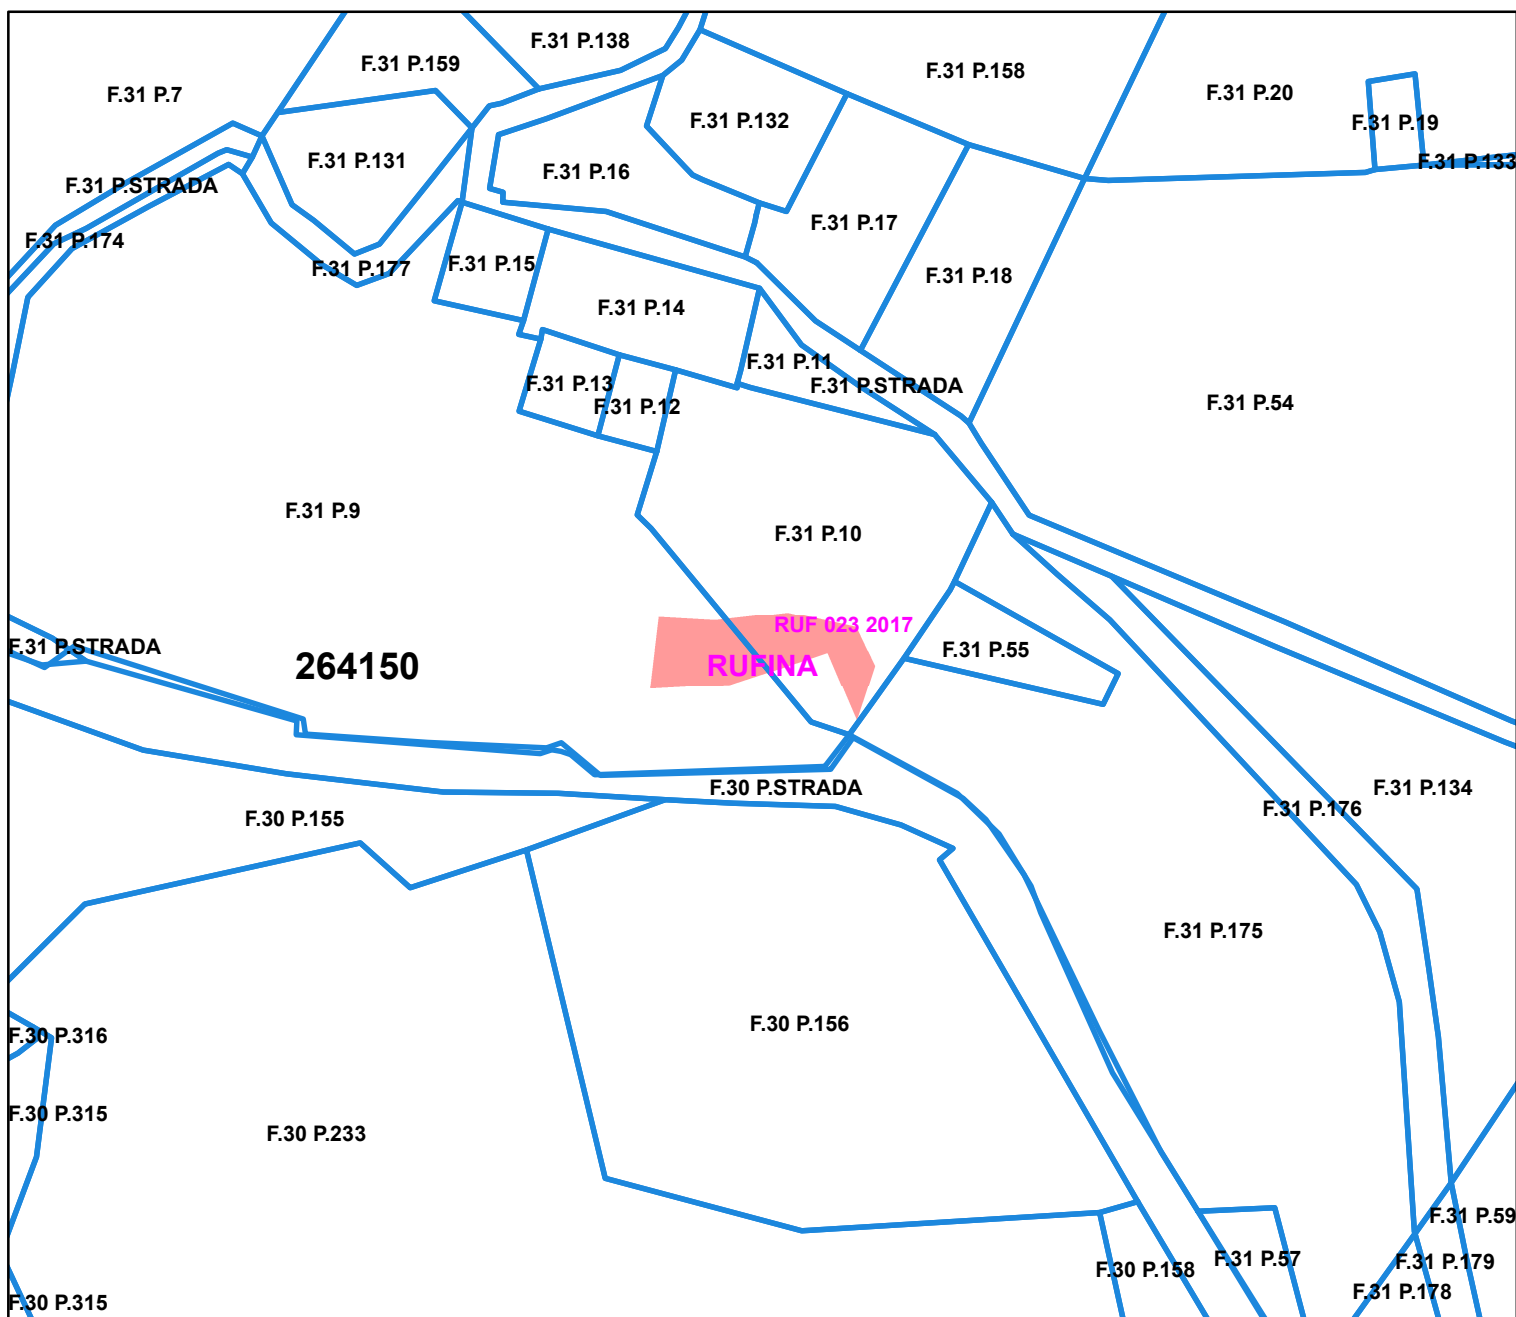 F.31 P.138
F.31 P.159
F.31 P.158
F.31 P.7
F.31 P.20
F.31 P.132
F.31 P.19
F.31 P.131
F.31 P.133
F.31 P.16
F.31 P.STRADA
F.31 P.17
F.31 P.174
F.31 P.15
F.31 P.177
F.31 P.18
F.31 P.14
F.31 P.11
F.31 P.13
F.31 P.STRADA
F.31 P.12
F.31 P.54
F.31 P.9
F.31 P.10
RUF 023 2017
F.31 P.STRADA
F.31 P.55
264150
RUFINA
F.30 P.STRADA
F.31 P.134
F.31 P.176
F.30 P.155
F.31 P.175
F.30 P.156
F.30 P.316
F.30 P.315
F.30 P.233
F.31 P.59
F.31 P.57
F.31 P.179
F.30 P.158
F.31 P.178
F.30 P.315